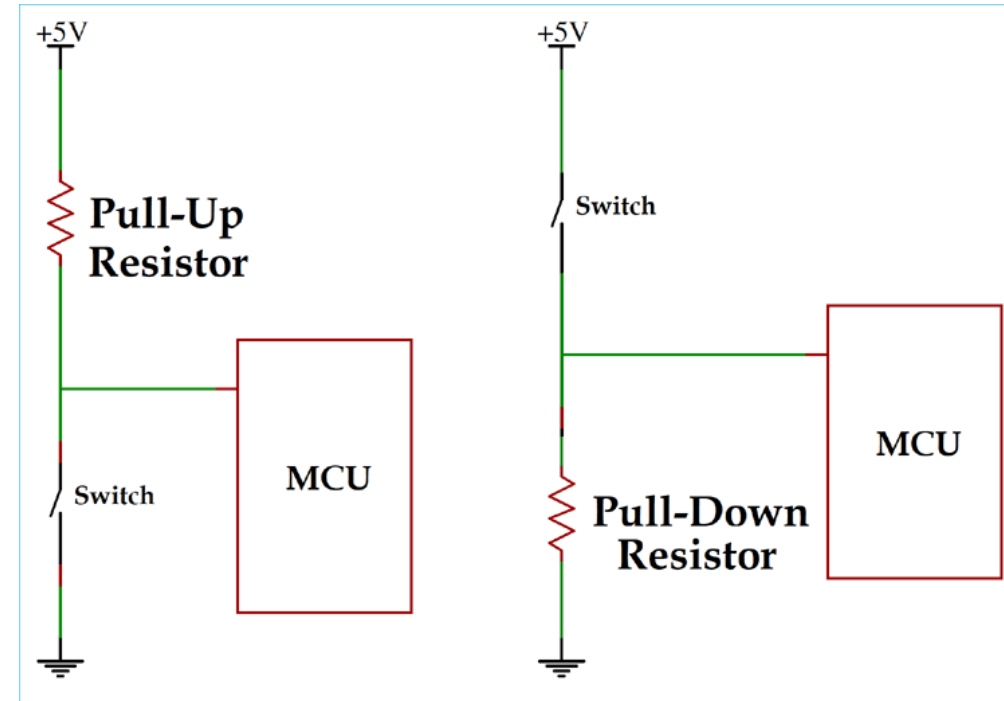 +5V
Pull-Up
Resistor
MCU
Switch
+5V
Switch
MCU
Pull-Down
Resistor